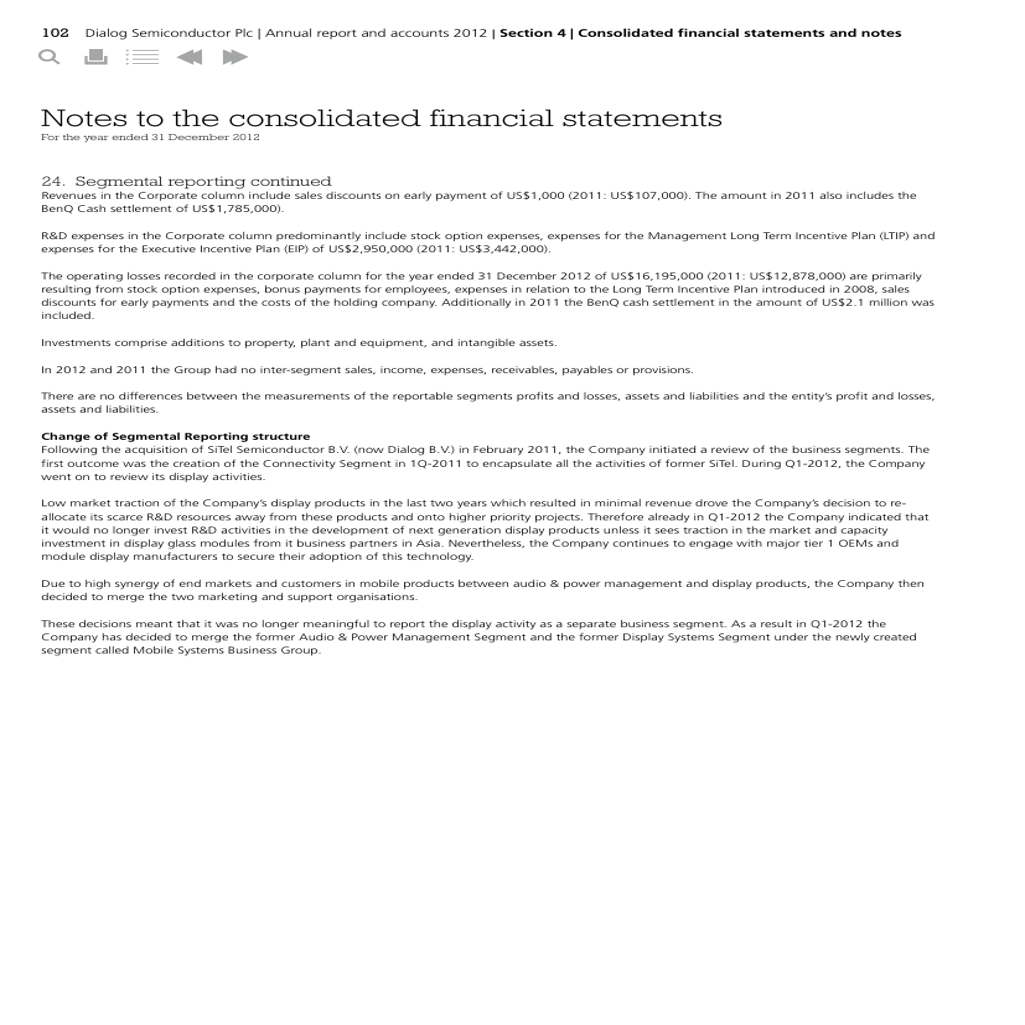 102 Dialog Semiconductor Plc | Annual report and accounts 2012 | Section 4 | Consolidated financial statements and notes
Notes to the consolidated financial statements
For the year ended 31 December 2012
24. Segmental reporting continued
Revenues in the Corporate column include sales discounts on early payment of US$1,000 (2011: US$107,000). The amount in 2011 also includes the
BenQ Cash settlement of US$1,785,000).
R&D expenses in the Corporate column predominantly include stock option expenses, expenses for the Management Long Term Incentive Plan (LTIP) and
expenses for the Executive Incentive Plan (EIP) of US$2,950,000 (2011: US$3,442,000).
The operating losses recorded in the corporate column for the year ended 31 December 2012 of US$16,195,000 (2011: US$12,878,000) are primarily
resulting from stock option expenses, bonus payments for employees, expenses in relation to the Long Term Incentive Plan introduced in 2008, sales
discounts for early payments and the costs of the holding company. Additionally in 2011 the BenQ cash settlement in the amount of US$2.1 million was
included.
Investments comprise additions to property, plant and equipment, and intangible assets.
In 2012 and 2011 the Group had no inter-segment sales, income, expenses, receivables, payables or provisions.
There are no differences between the measurements of the reportable segments profits and losses, assets and liabilities and the entity's profit and losses,
assets and liabilities.
Change of Segmental Reporting structure
Following the acquisition of SiTel Semiconductor B.V. (now Dialog B.V.) in February 2011, the Company initiated a review of the business segments. The
first outcome was the creation of the Connectivity Segment in 1Q-2011 to encapsulate all the activities of former SiTel. During Q1-2012, the Company
went on to review its display activities.
Low market traction of the Company's display products in the last two years which resulted in minimal revenue drove the Company's decision to re-
allocate its scarce R&D resources away from these products and onto higher priority projects. Therefore already in Q1-2012 the Company indicated that
it would no longer invest R&D activities in the development of next generation display products unless it sees traction in the market and capacity
investment in display glass modules from it business partners in Asia. Nevertheless, the Company continues to engage with major tier 1 OEMs and
module display manufacturers to secure their adoption of this technology.
Due to high synergy of end markets and customers in mobile products between audio & power management and display products, the Company then
decided to merge the two marketing and support organisations.
These decisions meant that it was no longer meaningful to report the display activity as a separate business segment. As a result in Q1-2012 the
Company has decided to merge the former Audio & Power Management Segment and the former Display Systems Segment under the newly created
segment called Mobile Systems Business Group.